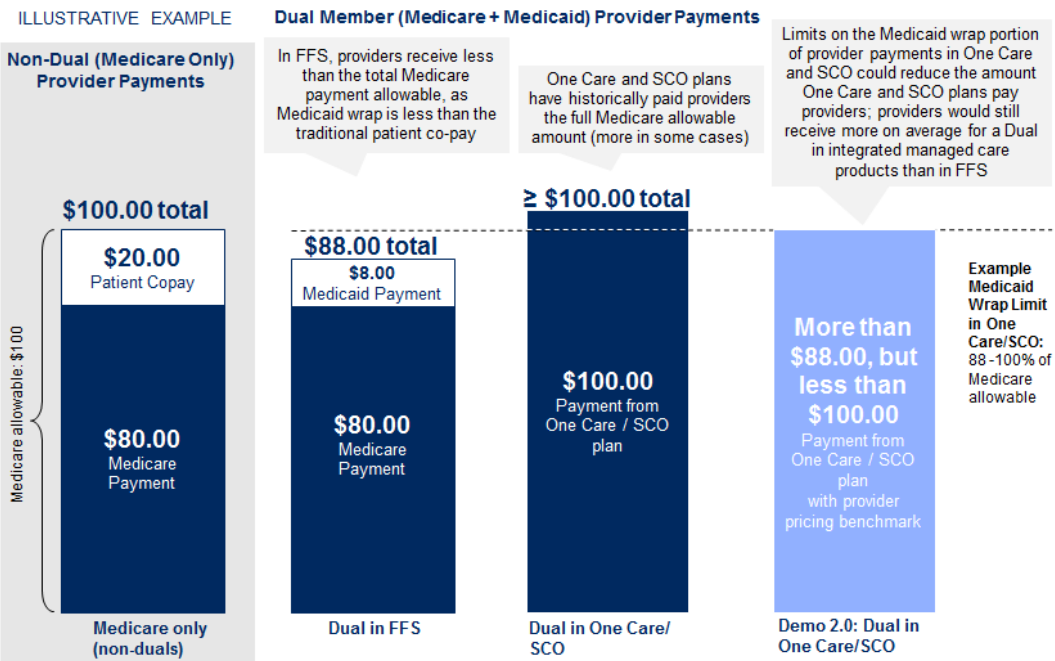 ILLUSTRATIVE EXAMPLE
Non-Dual (Medicare Only)
Provider Payments
$100.00 total
$20.00
Patient Copay
$80.00
Medicare
Payment
Medicare allowable: $100
Medicare only
(non-duals)
Dual Member (Medicare + Medicaid) Provider Payments
In FFS, providers receive less
than the total Medicare
payment allowable, as
Medicaid wrap is less than the
traditional patient co-pay
$88.00 total
$8.00
Medicaid Payment
$80.00
Medicare
Payment
Dual in FFS
One Care and SCO plans
have historically paid providers
the full Medicare allowable
amount (more in some cases)
≥ $100.00 total
$100.00
Payment from
One Care / SCO
plan
Dual in One Care/
SCO
Limits on the Medicaid wrap portion
of provider payments in One Care
and SCO could reduce the amount
One Care and SCO plans pay
providers; providers would still
receive more on average for a Dual
in integrated managed care
products than in FFS
More than
$88.00, but
less than
$100.00
Payment from
One Care / SCO
plan
with provider
pricing benchmark
Demo 2.0: Dual in
One Care/SCO
Example
Medicaid
Wrap Limit
in One
Care/SCO:
88-100% of
Medicare
allowable